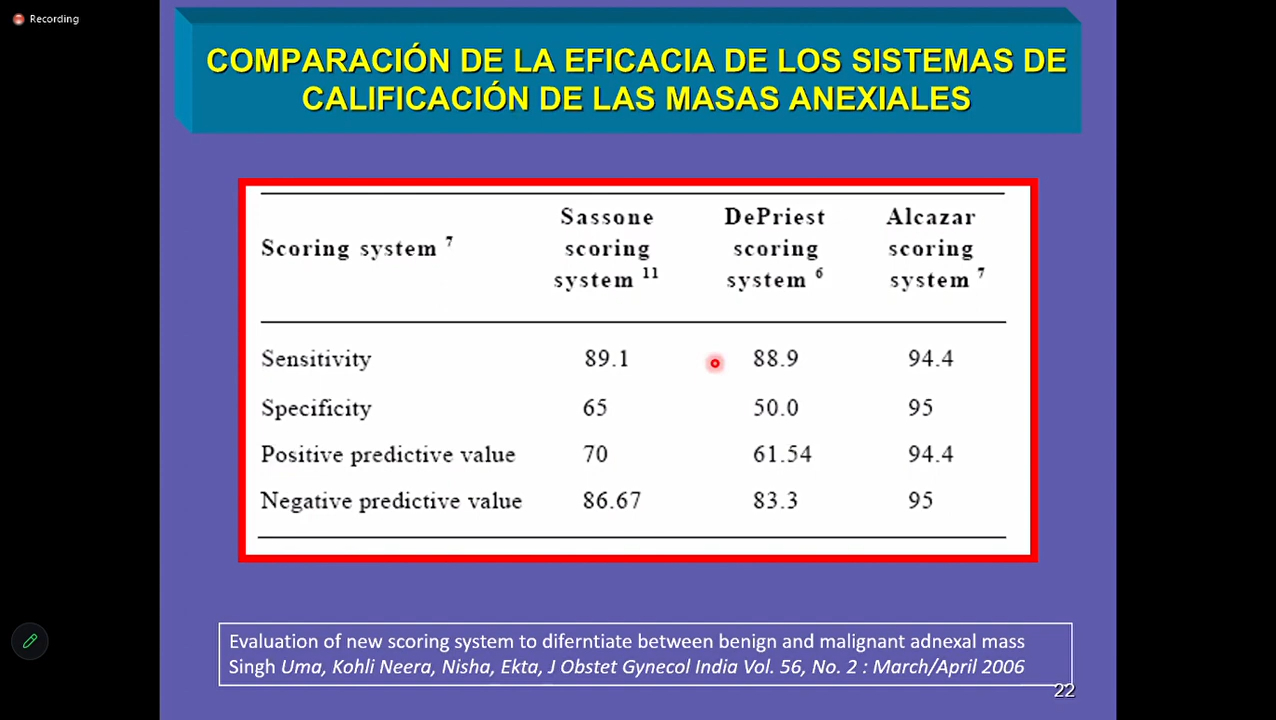 Recording
COMPARACIÓN DE LA EFICACIA DE LOS SISTEMAS DE
CALIFICACIÓN DE LAS MASAS ANEXIALES
Scoring system 7
Sassone scoring system 11
DePriest scoring system 6
Alcazar scoring system 7
Sensitivity 89.1 88.9 94.4
Specificity 65 50.0 95
Positive predictive value 70 61.54 94.4
Negative predictive value 86.67 83.3 95
Evaluation of new scoring system to diferntiate between benign and malignant adnexal mass
Singh Uma, Kohli Neera, Nisha, Ekta, J Obstet Gynecol India Vol. 56, No. 2 : March/April 2006
22